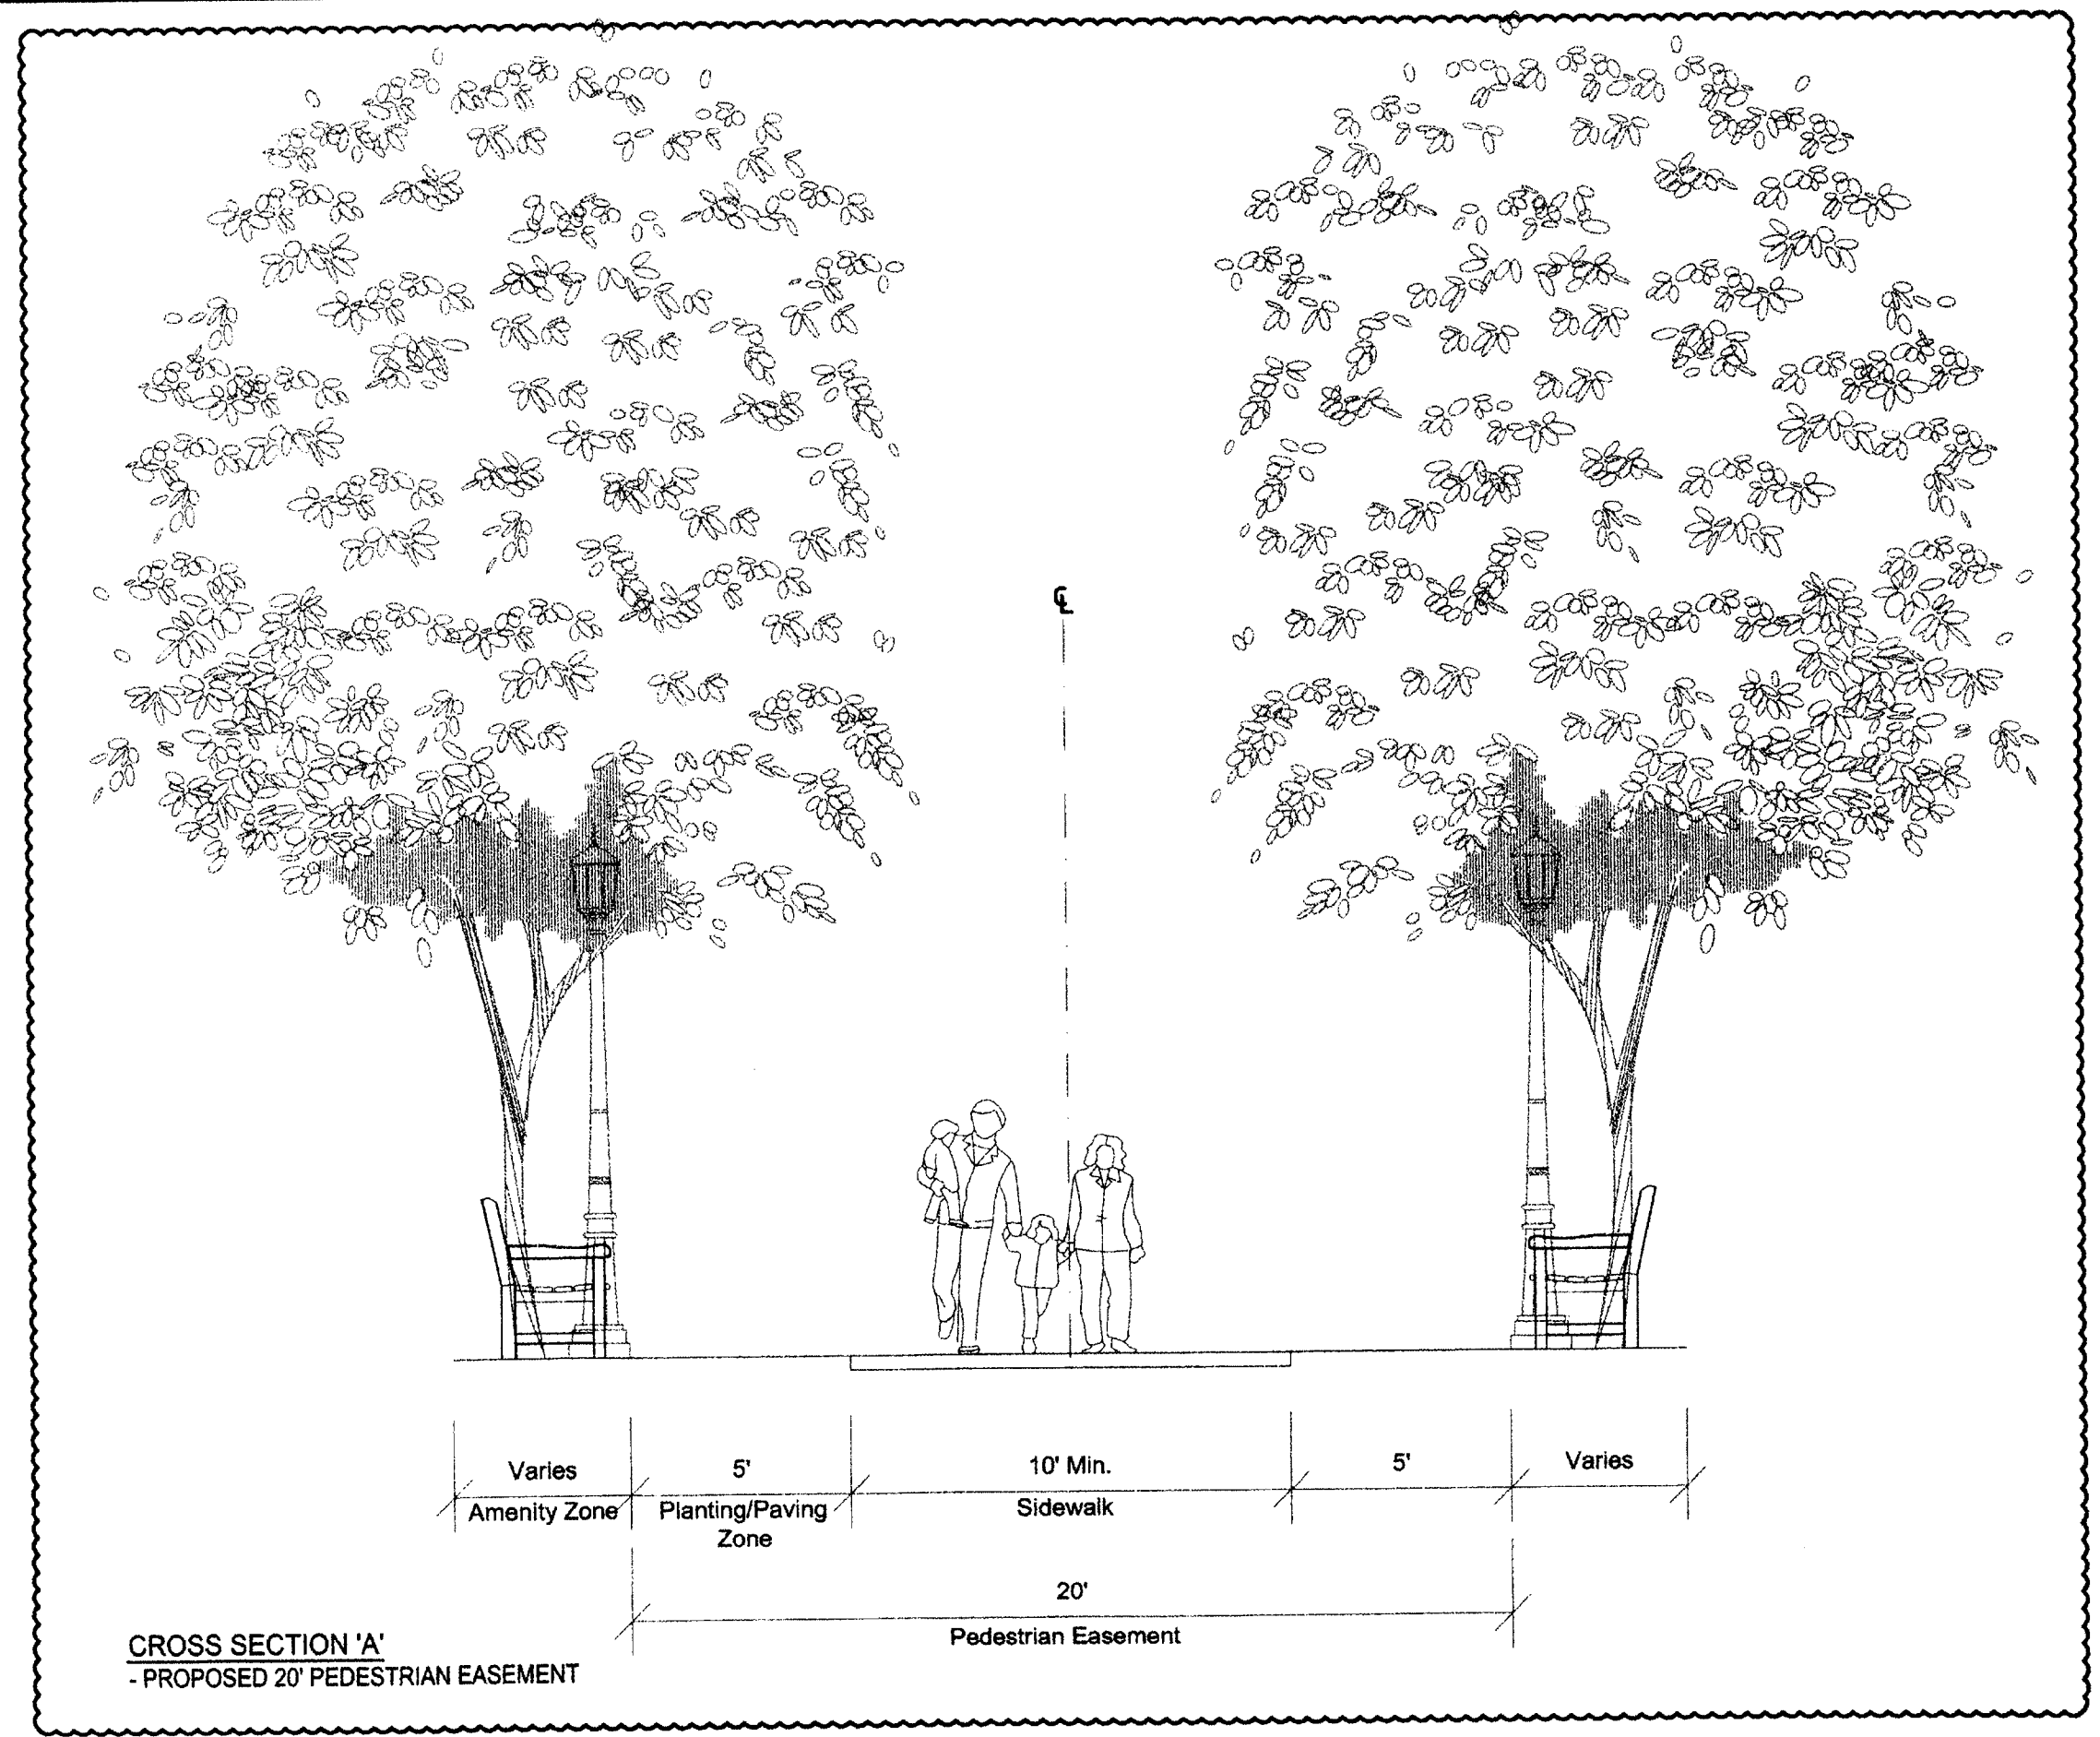 ℄
Varies
5'
10' Min.
5'
Varies
Amenity Zone
Planting/Paving
Zone
Sidewalk
20'
Pedestrian Easement
CROSS SECTION 'A'
- PROPOSED 20' PEDESTRIAN EASEMENT